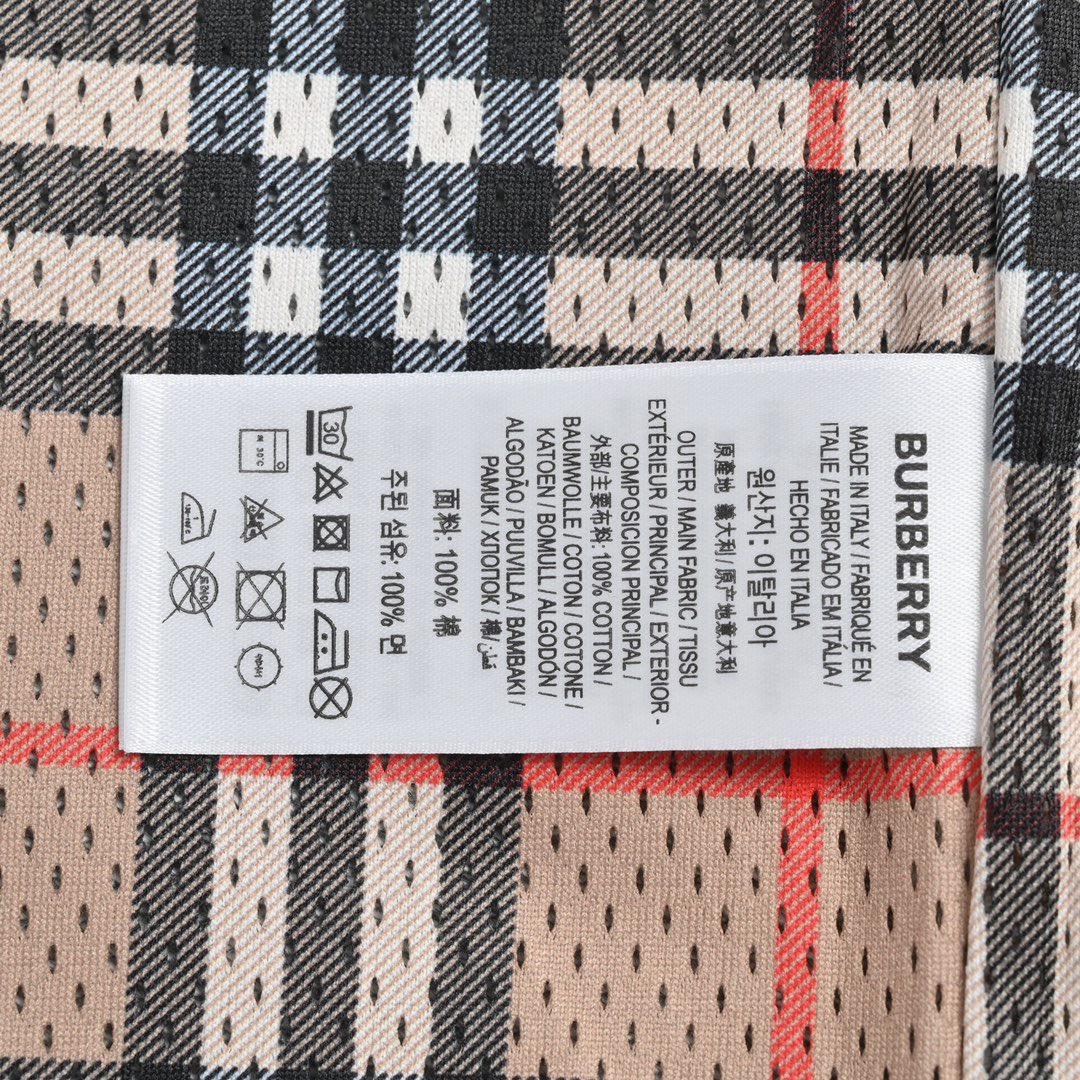 BURBERRY
MADE IN ITALY / FABRIQUÉ EN
ITALIE / FABRICADO EM ITÁLIA /
HECHO EN ITALIA
원산지: 이탈리아
原產地 義大利 / 原产地意大利
OUTER / MAIN FABRIC / TISSU
EXTÉRIEUR / PRINCIPAL / EXTERIOR -
COMPOSICION PRINCIPAL /
外部/主要布料: 100% COTTON /
BAUMWOLLE / COTON / COTONE /
KATOEN / BOMULL / ALGODÓN /
ALGODÃO / PUUVILLA / BAMBAKI /
PAMUK / ХЛОПОК / 棉 / قطن
面料: 100% 棉
주된 섬유: 100% 면
30
30°C